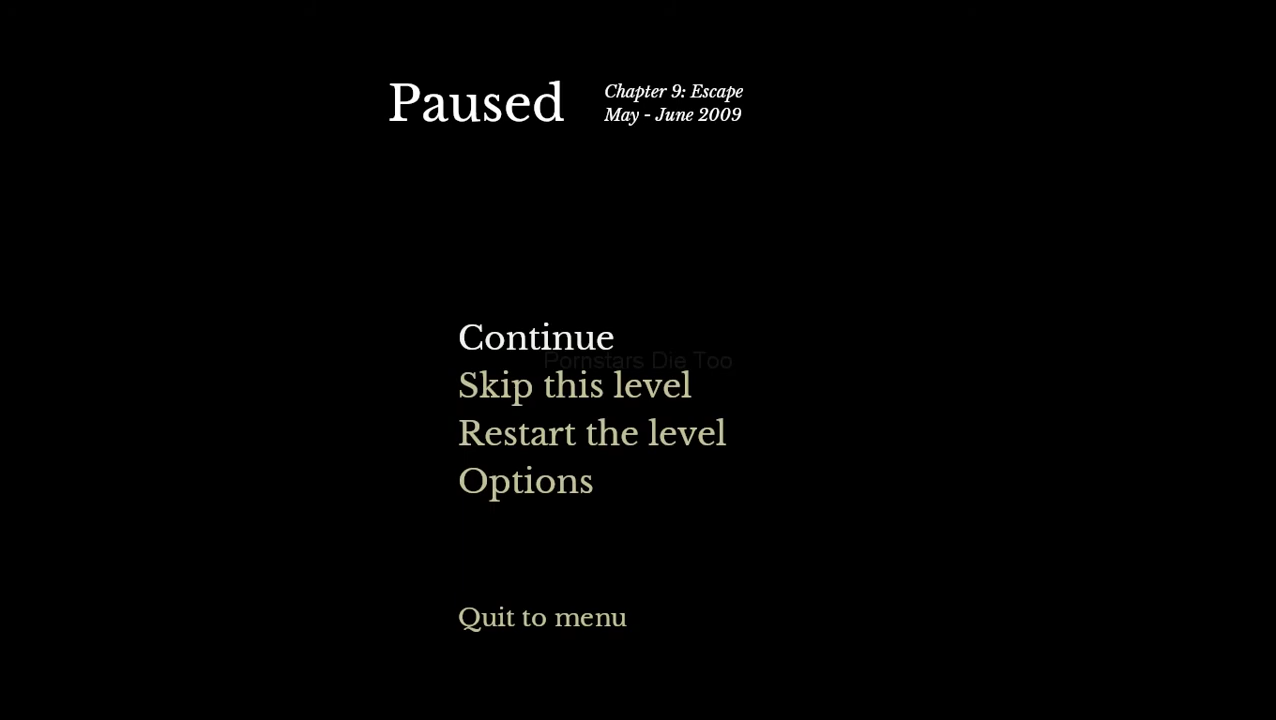 Paused
Chapter 9: Escape
May - June 2009
Continue
Pornstars Die Too
Skip this level
Restart the level
Options
Quit to menu